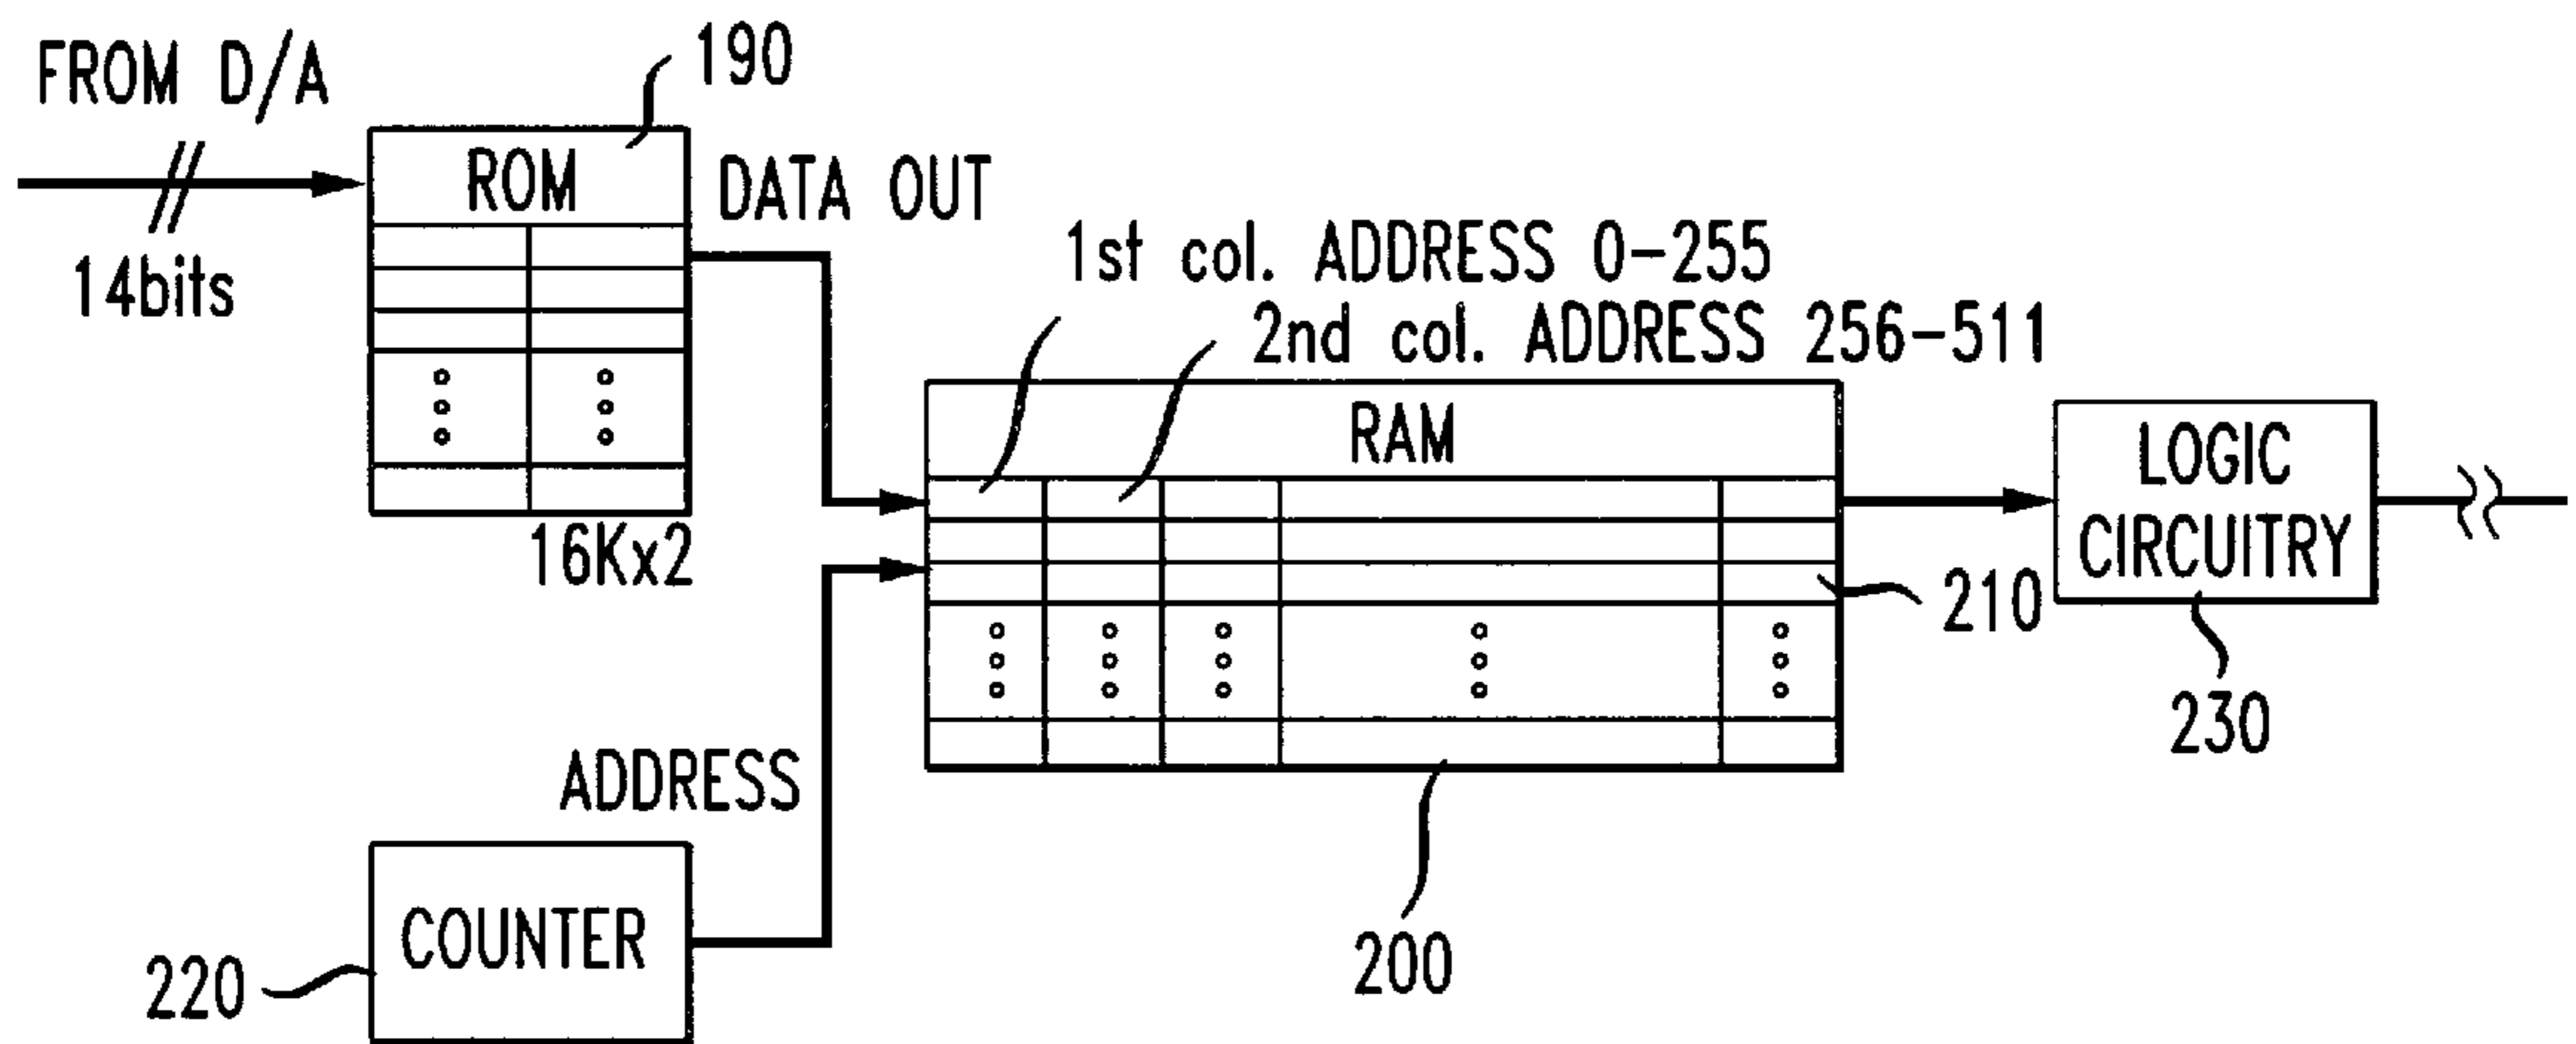 FROM D/A
190
ROM
DATA OUT
14bits
1st col. ADDRESS 0-255
2nd col. ADDRESS 256-511
RAM
LOGIC
CIRCUITRY
16Kx2
210
230
ADDRESS
COUNTER
200
220